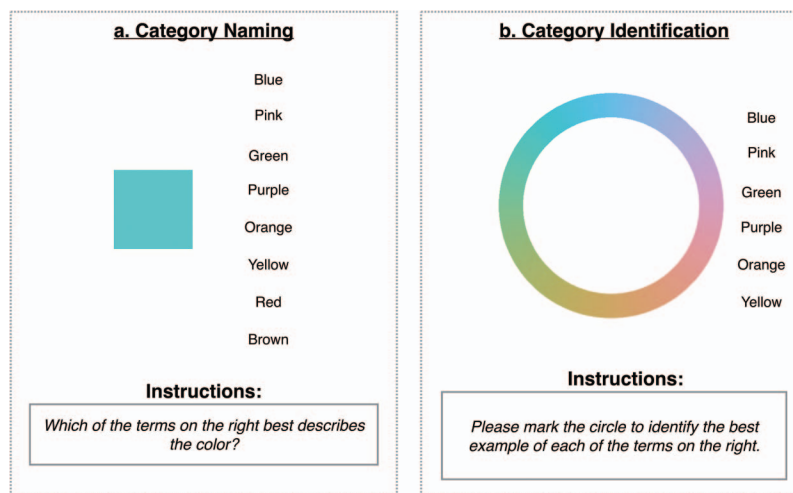 a. Category Naming
Blue
Pink
Green
Purple
Orange
Yellow
Red
Brown
Instructions:
Which of the terms on the right best describes
the color?
b. Category Identification
Blue
Pink
Green
Purple
Orange
Yellow
Instructions:
Please mark the circle to identify the best
example of each of the terms on the right.